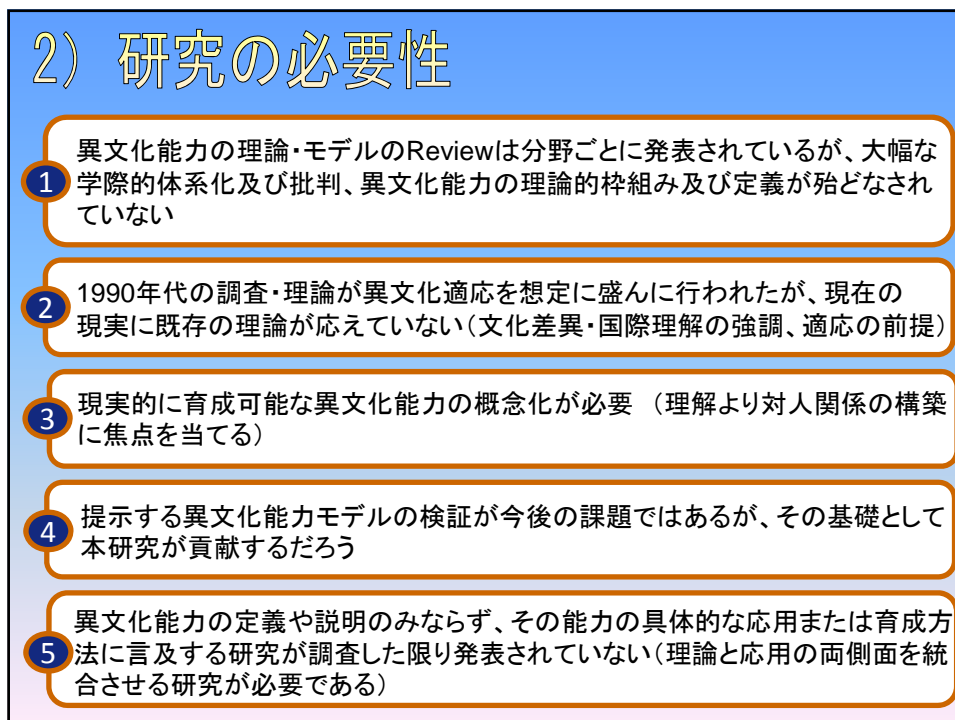 2) 研究の必要性
1
異文化能力の理論・モデルのReviewは分野ごとに発表されているが、大幅な
学際的体系化及び批判、異文化能力の理論的枠組み及び定義が殆どなされ
ていない
2
1990年代の調査・理論が異文化適応を想定に盛んに行われたが、現在の
現実に既存の理論が応えていない(文化差異・国際理解の強調、適応の前提)
3
現実的に育成可能な異文化能力の概念化が必要 (理解より対人関係の構築
に焦点を当てる)
4
提示する異文化能力モデルの検証が今後の課題ではあるが、その基礎として
本研究が貢献するだろう
5
異文化能力の定義や説明のみならず、その能力の具体的な応用または育成方
法に言及する研究が調査した限り発表されていない(理論と応用の両側面を統
合させる研究が必要である)